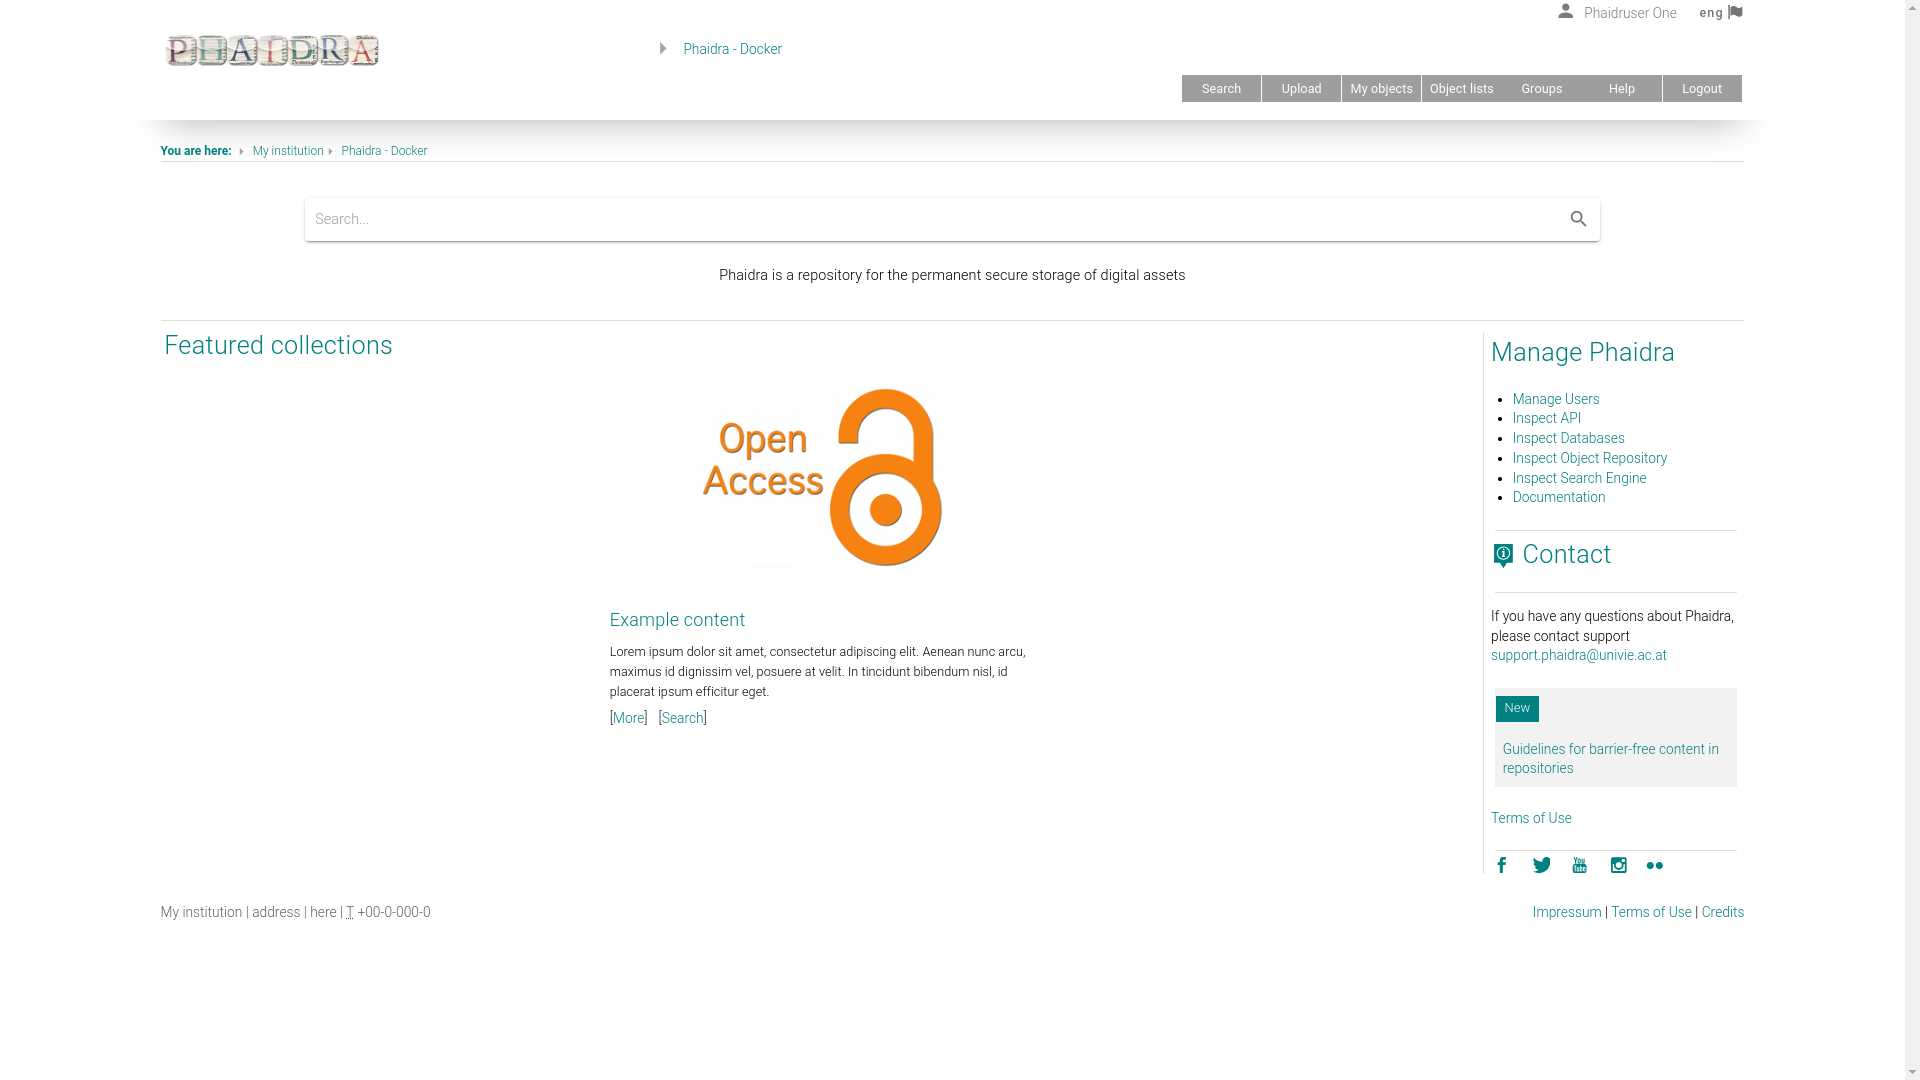 Phaidruser One eng
PHAIDRA
Phaidra - Docker
Search Upload My objects Object lists Groups Help Logout
You are here: My institution Phaidra - Docker
Search...
Phaidra is a repository for the permanent secure storage of digital assets
Featured collections
Open
Access
Example content
Lorem ipsum dolor sit amet, consectetur adipiscing elit. Aenean nunc arcu,
maximus id dignissim vel, posuere at velit. In tincidunt bibendum nisl, id
placerat ipsum efficitur eget.
[More] [Search]
Manage Phaidra
Manage Users
Inspect API
Inspect Databases
Inspect Object Repository
Inspect Search Engine
Documentation
Contact
If you have any questions about Phaidra,
please contact support
support.phaidra@univie.ac.at
New
Guidelines for barrier-free content in
repositories
Terms of Use
You
Tube
My institution | address | here | T +00-0-000-0
Impressum | Terms of Use | Credits